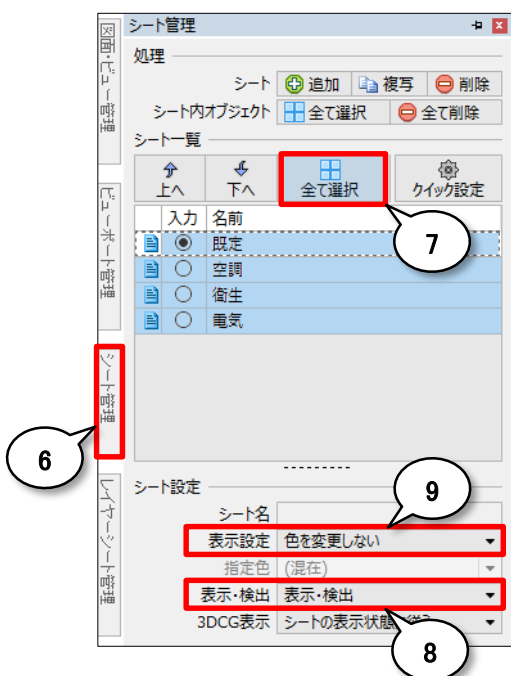 シート管理
処理
シート 追加 複写 削除
シート内オブジェクト 全て選択 全て削除
シート一覧
上へ 下へ 全て選択 クイック設定
入力 名前
既定
空調
衛生
電気
シート設定
シート名
表示設定 色を変更しない
指定色 (混在)
表示・検出 表示・検出
3DCG表示 シートの表示状態
図面・ビュー管理
ビューポート管理
シート管理
レイヤーシート管理
6
7
8
9